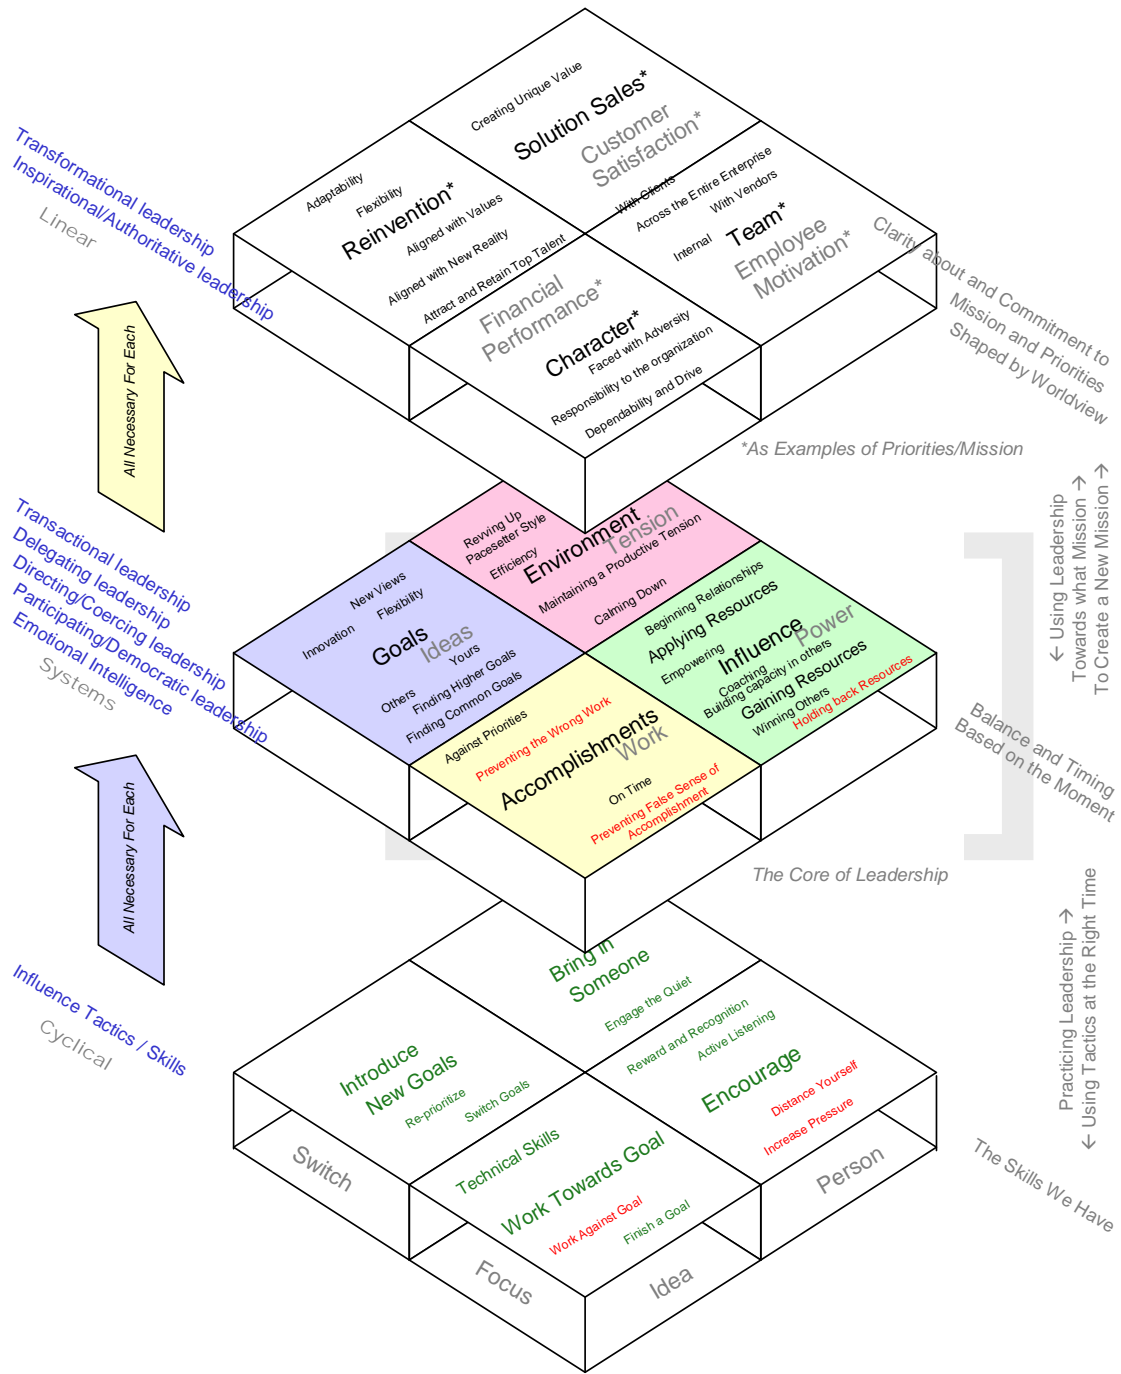 Creating Unique Value
Solution Sales*
Customer
Satisfaction*
Transformational leadership
Inspirational/Authoritative leadership
Linear
Adaptability
Flexibility
Reinvention*
Aligned with Values
Aligned with New Reality
Attract and Retain Top Talent
With Clients
Across the Entire Enterprise
With Vendors
Internal
Team*
Employee
Motivation*
Financial
Performance*
Character*
Faced with Adversity
Responsibility to the organization
Dependability and Drive
Clarity about and Commitment to
Mission and Priorities
Shaped by Worldview
*As Examples of Priorities/Mission
All Necessary For Each
← Using Leadership
Towards what Mission →
To Create a New Mission →
Transactional leadership
Delegating leadership
Directing/Coercing leadership
Participating/Democratic leadership
Emotional Intelligence
Systems
Revving Up
Pacesetter Style
Efficiency
Environment
Tension
Maintaining a Productive Tension
Calming Down
New Views
Flexibility
Innovation
Goals
Ideas
Yours
Others
Finding Higher Goals
Finding Common Goals
Beginning Relationships
Applying Resources
Empowering
Influence
Power
Coaching
Building capacity in others
Gaining Resources
Winning Others
Holding back Resources
Against Priorities
Preventing the Wrong Work
Accomplishments
Work
On Time
Preventing False Sense of
Accomplishment
Balance and Timing
Based on the Moment
The Core of Leadership
All Necessary For Each
Practicing Leadership →
← Using Tactics at the Right Time
Influence Tactics / Skills
Cyclical
Bring in
Someone
Engage the Quiet
Introduce
New Goals
Re-prioritize
Switch Goals
Reward and Recognition
Active Listening
Encourage
Distance Yourself
Increase Pressure
Technical Skills
Work Towards Goal
Work Against Goal
Finish a Goal
Switch
Focus
Idea
Person
The Skills We Have